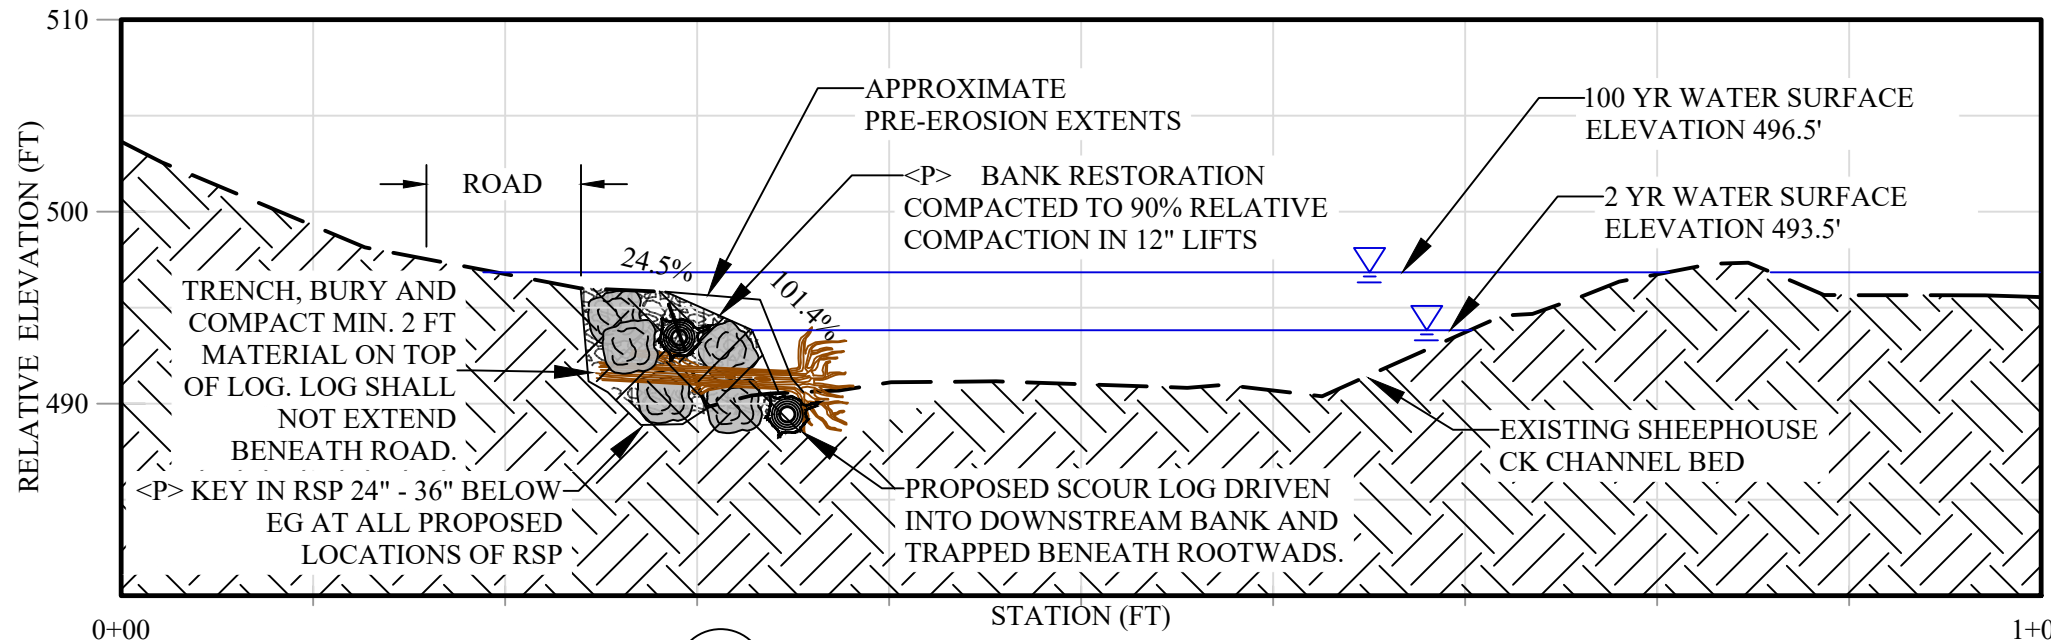 510
500
490
RELATIVE ELEVATION (FT)
ROAD
APPROXIMATE
PRE-EROSION EXTENTS
<P> BANK RESTORATION
COMPACTED TO 90% RELATIVE
COMPACTION IN 12" LIFTS
100 YR WATER SURFACE
ELEVATION 496.5'
2 YR WATER SURFACE
ELEVATION 493.5'
24.5%
101.4%
TRENCH, BURY AND
COMPACT MIN. 2 FT
MATERIAL ON TOP
OF LOG. LOG SHALL
NOT EXTEND
BENEATH ROAD.
<P> KEY IN RSP 24" - 36" BELOW
EG AT ALL PROPOSED
LOCATIONS OF RSP
PROPOSED SCOUR LOG DRIVEN
INTO DOWNSTREAM BANK AND
TRAPPED BENEATH ROOTWADS.
EXISTING SHEEPHOUSE
CK CHANNEL BED
STATION (FT)
0+00